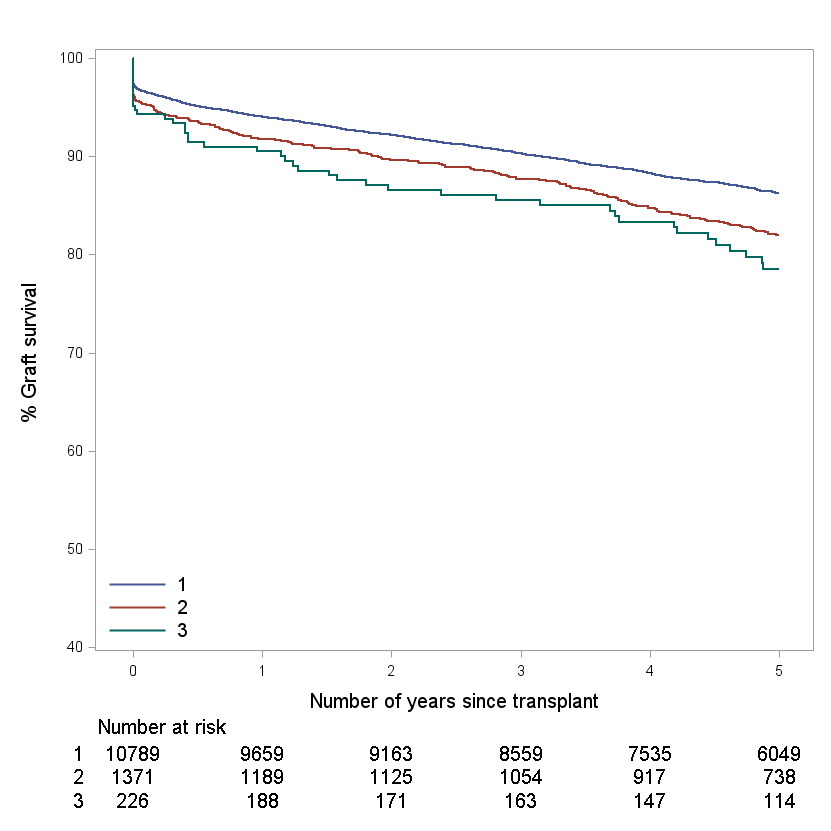 100
90
80
70
60
50
40
% Graft survival
1
2
3
0 1 2 3 4 5
Number of years since transplant
Number at risk
1 10789 9659 9163 8559 7535 6049
2 1371 1189 1125 1054 917 738
3 226 188 171 163 147 114